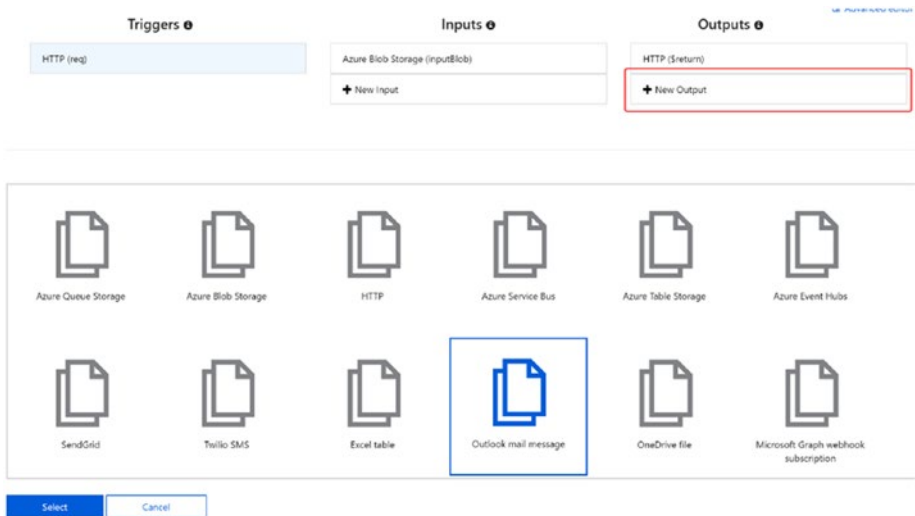 Advanced editor
Triggers
Inputs
Outputs
HTTP (req)
Azure Blob Storage (inputBlob)
HTTP ($return)
+ New Input
+ New Output
Azure Queue Storage
Azure Blob Storage
HTTP
Azure Service Bus
Azure Table Storage
Azure Event Hubs
SendGrid
Twilio SMS
Excel table
Outlook mail message
OneDrive file
Microsoft Graph webhook
subscription
Select
Cancel